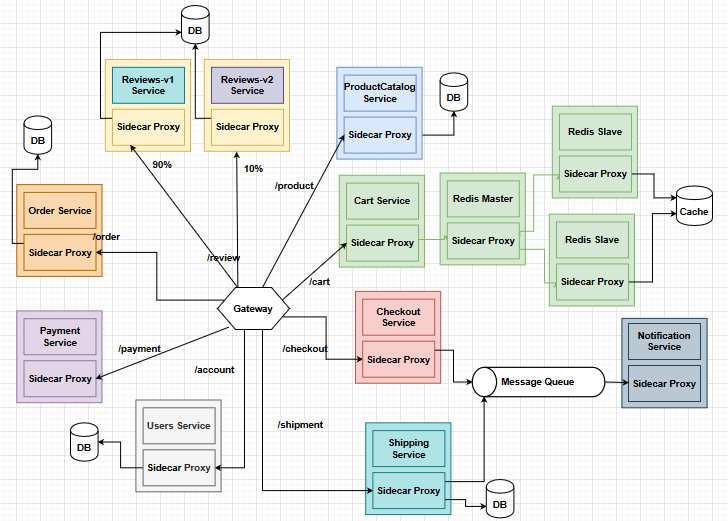 DB
Reviews-v1
Service
Sidecar Proxy
Reviews-v2
Service
Sidecar Proxy
90%
10%
ProductCatalog
Service
Sidecar Proxy
DB
/product
DB
Order Service
Sidecar Proxy
/order
/review
Cart Service
Sidecar Proxy
/cart
Redis Master
Sidecar Proxy
Redis Slave
Sidecar Proxy
Redis Slave
Sidecar Proxy
Cache
Gateway
Payment
Service
Sidecar Proxy
/payment
/account
/checkout
Checkout
Service
Sidecar Proxy
Message Queue
Notification
Service
Sidecar Proxy
Users Service
Sidecar Proxy
DB
/shipment
Shipping
Service
Sidecar Proxy
DB